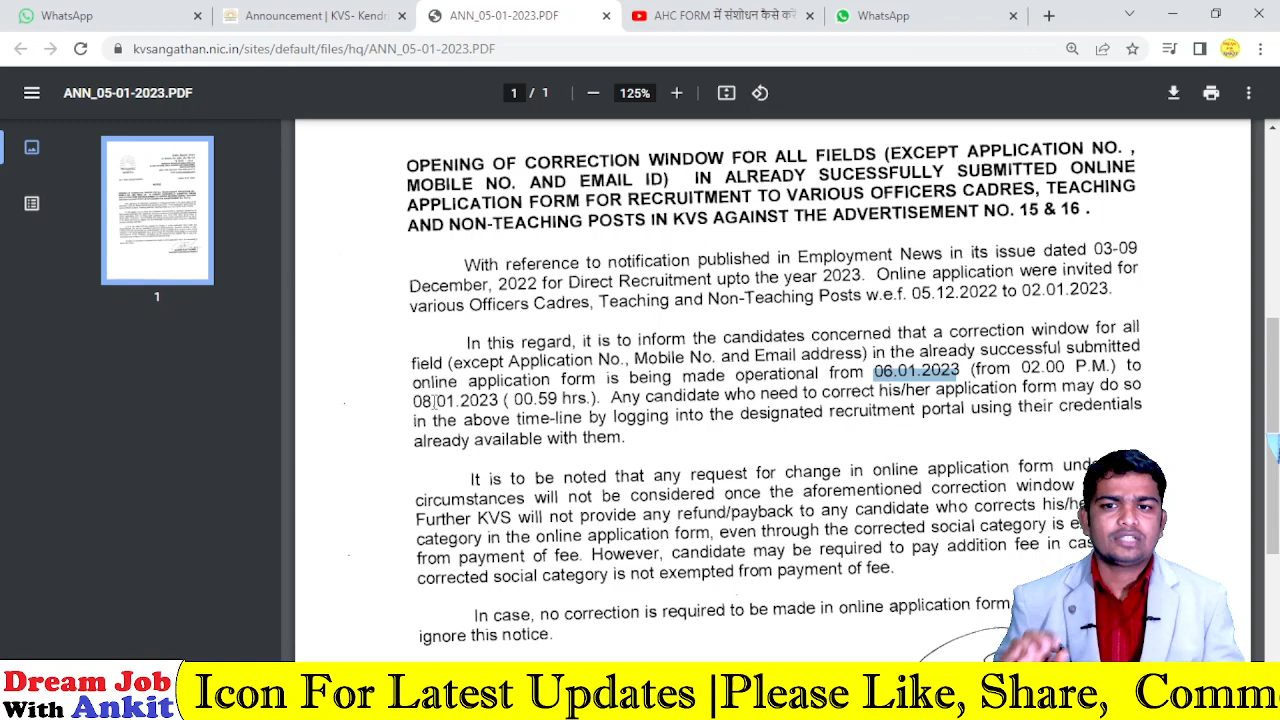 WhatsApp
Announcement | KVS- Kendri
ANN_05-01-2023.PDF
AHC FORM में संशोधन कैसे करें
WhatsApp
kvsangathan.nic.in/sites/default/files/hq/ANN_05-01-2023.PDF
ANN_05-01-2023.PDF
1 / 1
125%
1
OPENING OF CORRECTION WINDOW FOR ALL FIELDS (EXCEPT APPLICATION NO. ,
MOBILE NO. AND EMAIL ID) IN ALREADY SUCESSFULLY SUBMITTED ONLINE
APPLICATION FORM FOR RECRUITMENT TO VARIOUS OFFICERS CADRES, TEACHING
AND NON-TEACHING POSTS IN KVS AGAINST THE ADVERTISEMENT NO. 15 & 16 .
With reference to notification published in Employment News in its issue dated 03-09
December, 2022 for Direct Recruitment upto the year 2023. Online application were invited for
various Officers Cadres, Teaching and Non-Teaching Posts w.e.f. 05.12.2022 to 02.01.2023.
In this regard, it is to inform the candidates concerned that a correction window for all
field (except Application No., Mobile No. and Email address) in the already successful submitted
online application form is being made operational from 06.01.2023 (from 02.00 P.M.) to
08.01.2023 ( 00.59 hrs.). Any candidate who need to correct his/her application form may do so
in the above time-line by logging into the designated recruitment portal using their credentials
already available with them.
It is to be noted that any request for change in online application form und
circumstances will not be considered once the aforementioned correction window
Further KVS will not provide any refund/payback to any candidate who corrects his/he
category in the online application form, even through the corrected social category is e
from payment of fee. However, candidate may be required to pay addition fee in cas
corrected social category is not exempted from payment of fee.
In case, no correction is required to be made in online application form
ignore this notice.
Dream Job
With Ankit
Icon For Latest Updates |Please Like, Share, Comm